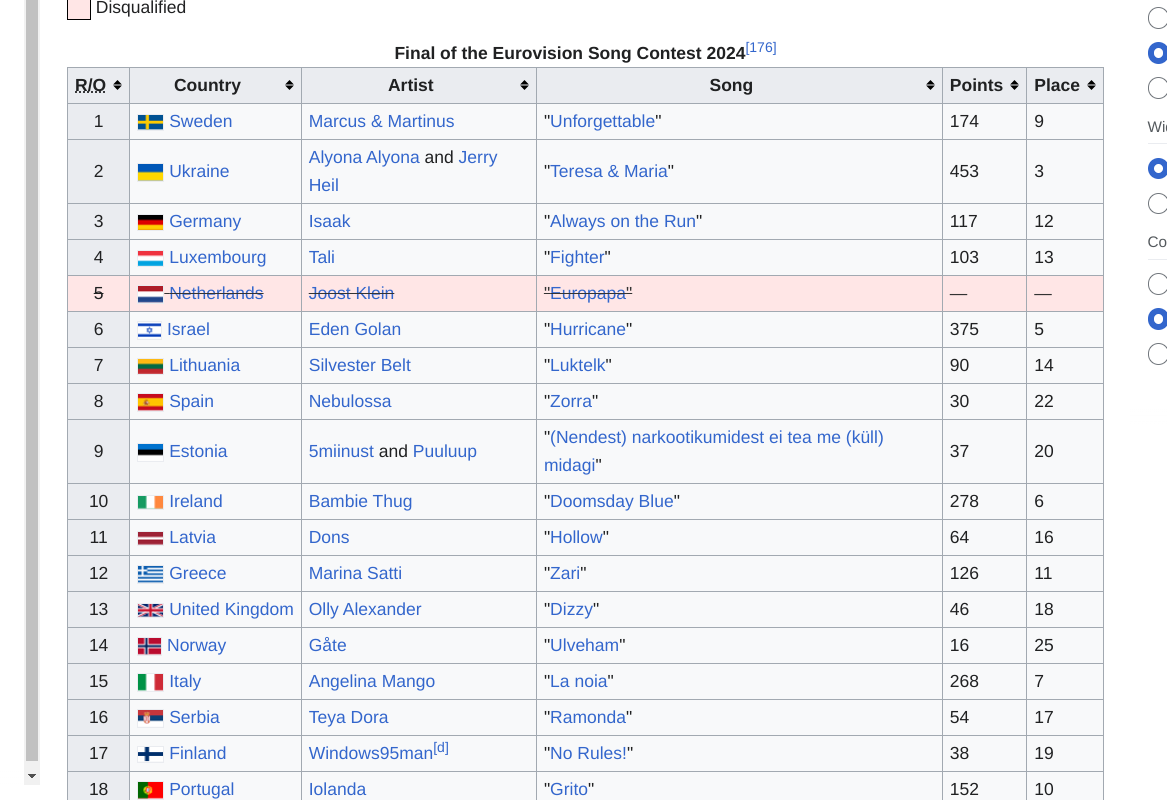 Disqualified
Final of the Eurovision Song Contest 2024[176]
R/O Country Artist Song Points Place
1 Sweden Marcus & Martinus "Unforgettable" 174 9
2 Ukraine Alyona Alyona and Jerry Heil "Teresa & Maria" 453 3
3 Germany Isaak "Always on the Run" 117 12
4 Luxembourg Tali "Fighter" 103 13
5 Netherlands Joost Klein "Europapa" — —
6 Israel Eden Golan "Hurricane" 375 5
7 Lithuania Silvester Belt "Luktelk" 90 14
8 Spain Nebulossa "Zorra" 30 22
9 Estonia 5miinust and Puuluup "(Nendest) narkootikumidest ei tea me (küll) midagi" 37 20
10 Ireland Bambie Thug "Doomsday Blue" 278 6
11 Latvia Dons "Hollow" 64 16
12 Greece Marina Satti "Zari" 126 11
13 United Kingdom Olly Alexander "Dizzy" 46 18
14 Norway Gåte "Ulveham" 16 25
15 Italy Angelina Mango "La noia" 268 7
16 Serbia Teya Dora "Ramonda" 54 17
17 Finland Windows95man[d] "No Rules!" 38 19
18 Portugal Iolanda "Grito" 152 10